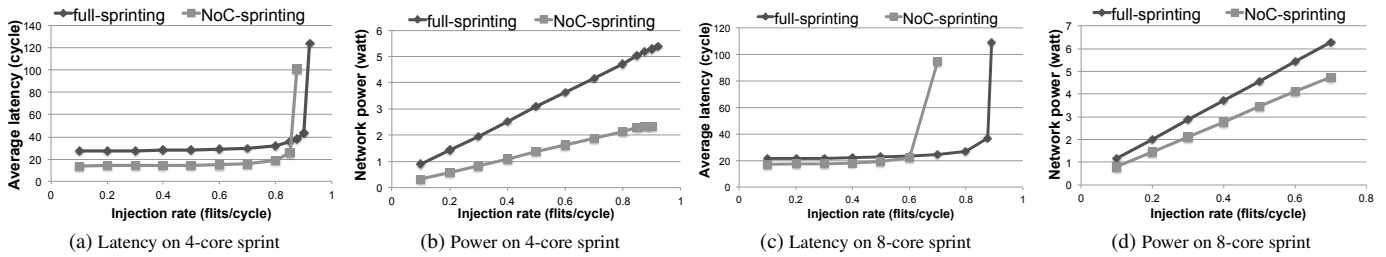 full-sprinting NoC-sprinting
Average latency (cycle)
140
120
100
80
60
40
20
0
0 0.2 0.4 0.6 0.8 1
Injection rate (flits/cycle)
(a) Latency on 4-core sprint
full-sprinting NoC-sprinting
Network power (watt)
6
5
4
3
2
1
0
0 0.2 0.4 0.6 0.8 1
Injection rate (flits/cycle)
(b) Power on 4-core sprint
full-sprinting NoC-sprinting
Average latency (cycle)
120
100
80
60
40
20
0
0 0.2 0.4 0.6 0.8 1
Injection rate (flits/cycle)
(c) Latency on 8-core sprint
full-sprinting NoC-sprinting
Network power (watt)
7
6
5
4
3
2
1
0
0 0.2 0.4 0.6 0.8
Injection rate (flits/cycle)
(d) Power on 8-core sprint